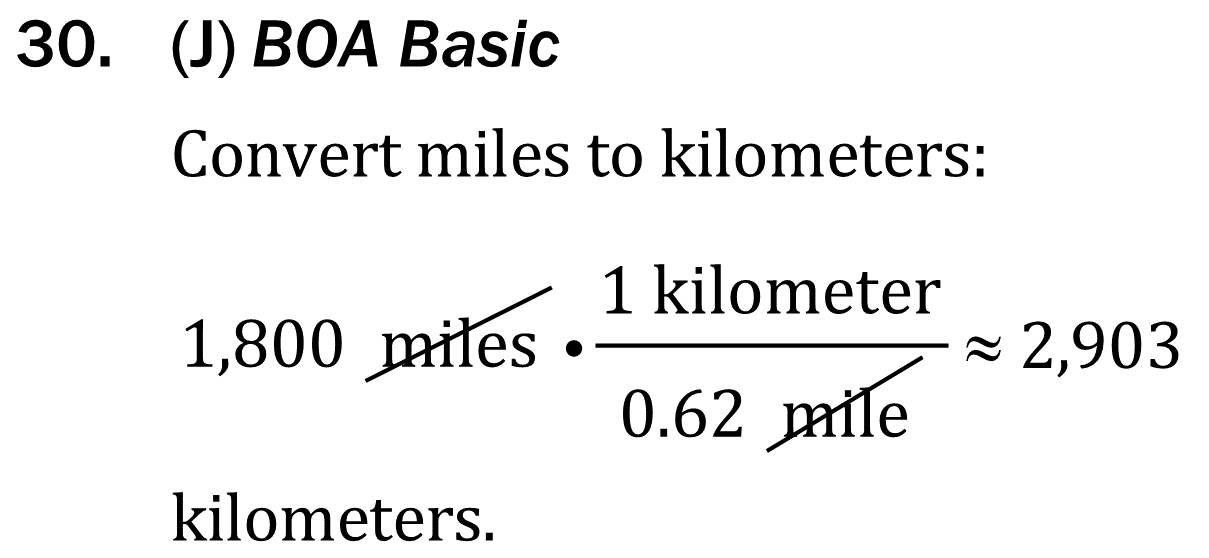 30. (J) BOA Basic
Convert miles to kilometers:
1,800 miles • 1 kilometer / 0.62 mile ≈ 2,903
kilometers.